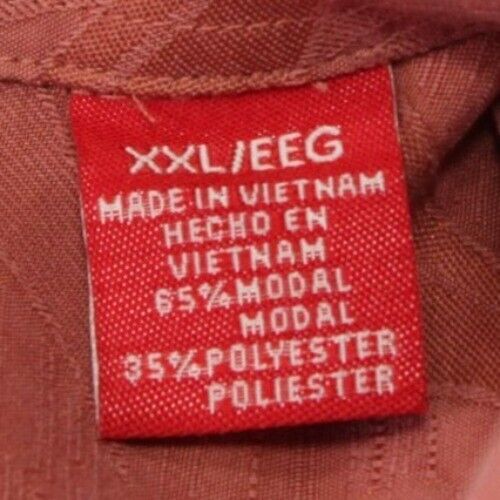 XXL/EEG
MADE IN VIETNAM
HECHO EN
VIETNAM
65% MODAL
MODAL
35% POLYESTER
POLIESTER